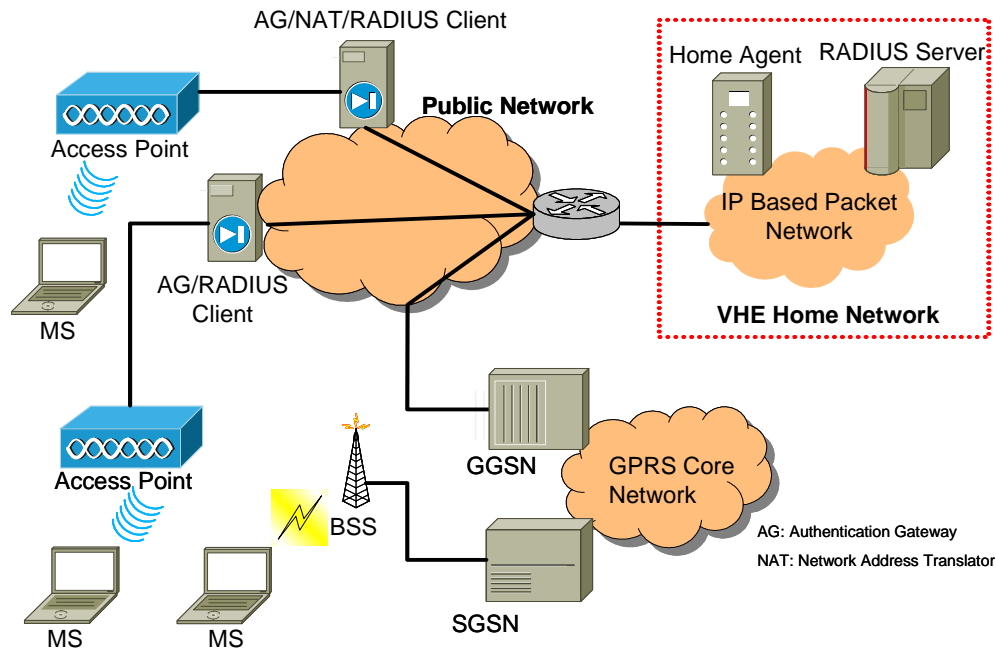 AG/NAT/RADIUS Client
Home Agent
RADIUS Server
Public Network
Access Point
IP Based Packet
Network
AG/RADIUS
Client
MS
VHE Home Network
Access Point
GGSN
GPRS Core
Network
BSS
AG: Authentication Gateway
NAT: Network Address Translator
SGSN
MS
MS